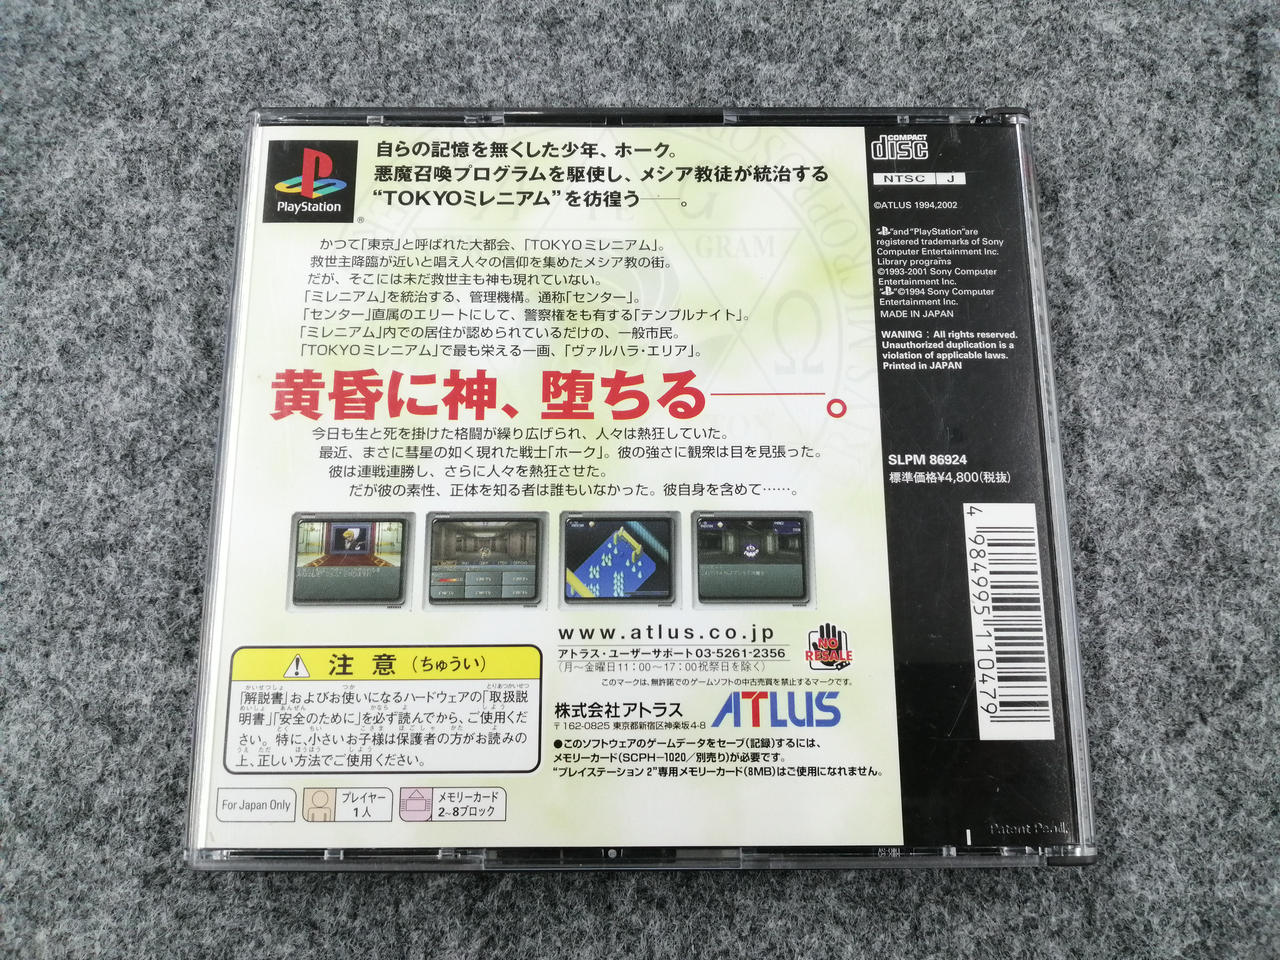 PlayStation
®
自らの記憶を無くした少年、ホーク。
悪魔召喚プログラムを駆使し、メシア教徒が統治する
“TOKYOミレニアム”を彷徨う──。
かつて「東京」と呼ばれた大都会、「TOKYOミレニアム」。
救世主降臨が近いと唱え人々の信仰を集めたメシア教の街。
だが、そこには未だ救世主も神も現れていない。
「ミレニアム」を統治する、管理機構。通称「センター」。
「センター」直属のエリートにして、警察権をも有する「テンプルナイト」。
「ミレニアム」内での居住が認められているだけの、一般市民。
「TOKYOミレニアム」で最も栄える一画、「ヴァルハラ・エリア」。
黄昏に神、堕ちる──。
今日も生と死を掛けた格闘が繰り広げられ、人々は熱狂していた。
最近、まさに彗星の如く現れた戦士「ホーク」。彼の強さに観衆は目を見張った。
彼は連戦連勝し、さらに人々を熱狂させた。
だが彼の素性、正体を知る者は誰もいなかった。彼自身を含めて……。
注 意 (ちゅうい)
「解説書」およびお使いになるハードウェアの「取扱説
明書」「安全のために」を必ず読んでから、ご使用くだ
さい。特に、小さいお子様は保護者の方がお読みの
上、正しい方法でご使用ください。
For Japan Only
プレイヤー
1人
メモリーカード
2~8ブロック
www.atlus.co.jp
アトラス・ユーザーサポート03-5261-2356
(月〜金曜日11：00〜17：00祝祭日を除く)
NO RESALE
このマークは、無許諾でのゲームソフトの中古売買を禁止するマークです。
株式会社アトラス
〒162-0825 東京都新宿区神楽坂4-8
ATLUS
●このソフトウェアのゲームデータをセーブ(記録)するには、
メモリーカード(SCPH-1020／別売り)が必要です。
“プレイステーション 2”専用メモリーカード(8MB)はご使用になれません。
COMPACT
disc
NTSC J
©ATLUS 1994,2002
“ ”and “PlayStation”are
registered trademarks of Sony
Computer Entertainment Inc.
Library programs
©1993-2001 Sony Computer
Entertainment Inc.
“ ”©1994 Sony Computer
Entertainment Inc.
MADE IN JAPAN
WANING : All rights reserved.
Unauthorized duplication is a
violation of applicable laws.
Printed in JAPAN
SLPM 86924
標準価格¥4,800(税抜)
4 984995 110479
Patent Pend.